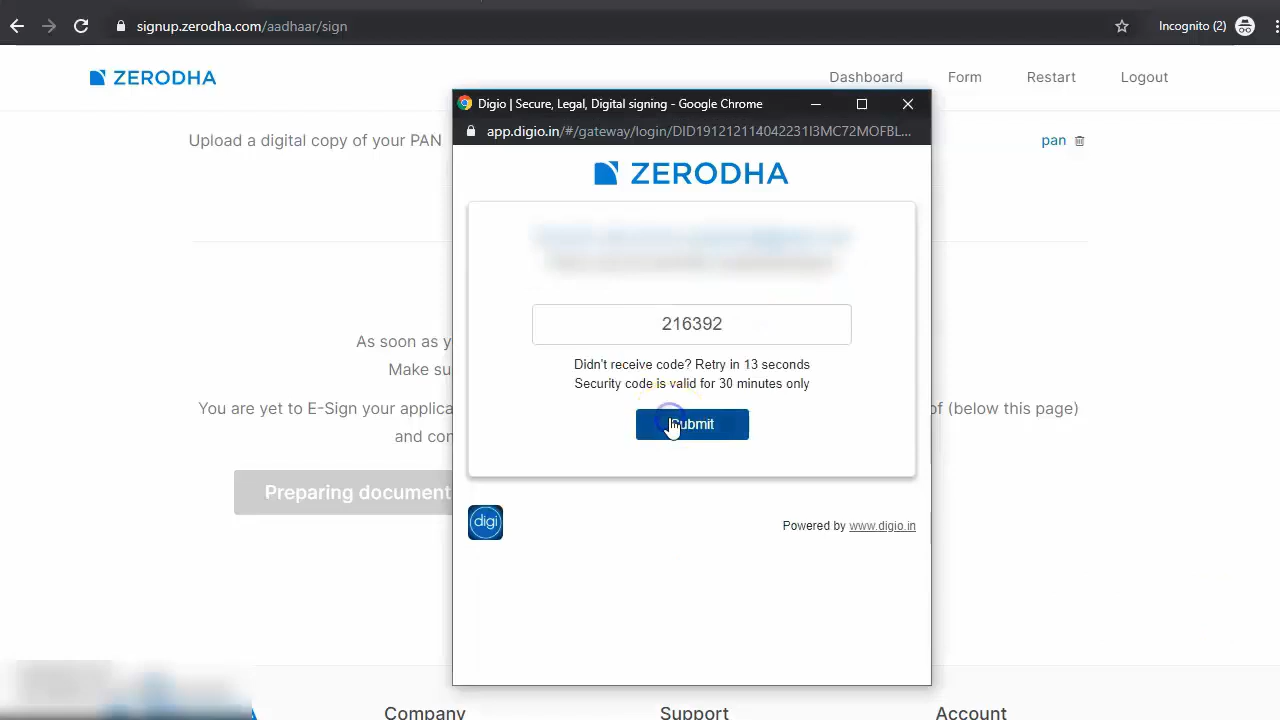 signup.zerodha.com/aadhaar/sign
Incognito (2)
ZERODHA
Dashboard
Form
Restart
Logout
Upload a digital copy of your PAN
pan
Digio | Secure, Legal, Digital signing - Google Chrome
app.digio.in/#/gateway/login/DID191212114042231I3MC72MOFBL...
ZERODHA
216392
Didn't receive code? Retry in 13 seconds
Security code is valid for 30 minutes only
Submit
digi
Powered by www.digio.in
As soon as y
Make su
You are yet to E-Sign your applica
of (below this page)
and con
Preparing document
Company
Support
Account